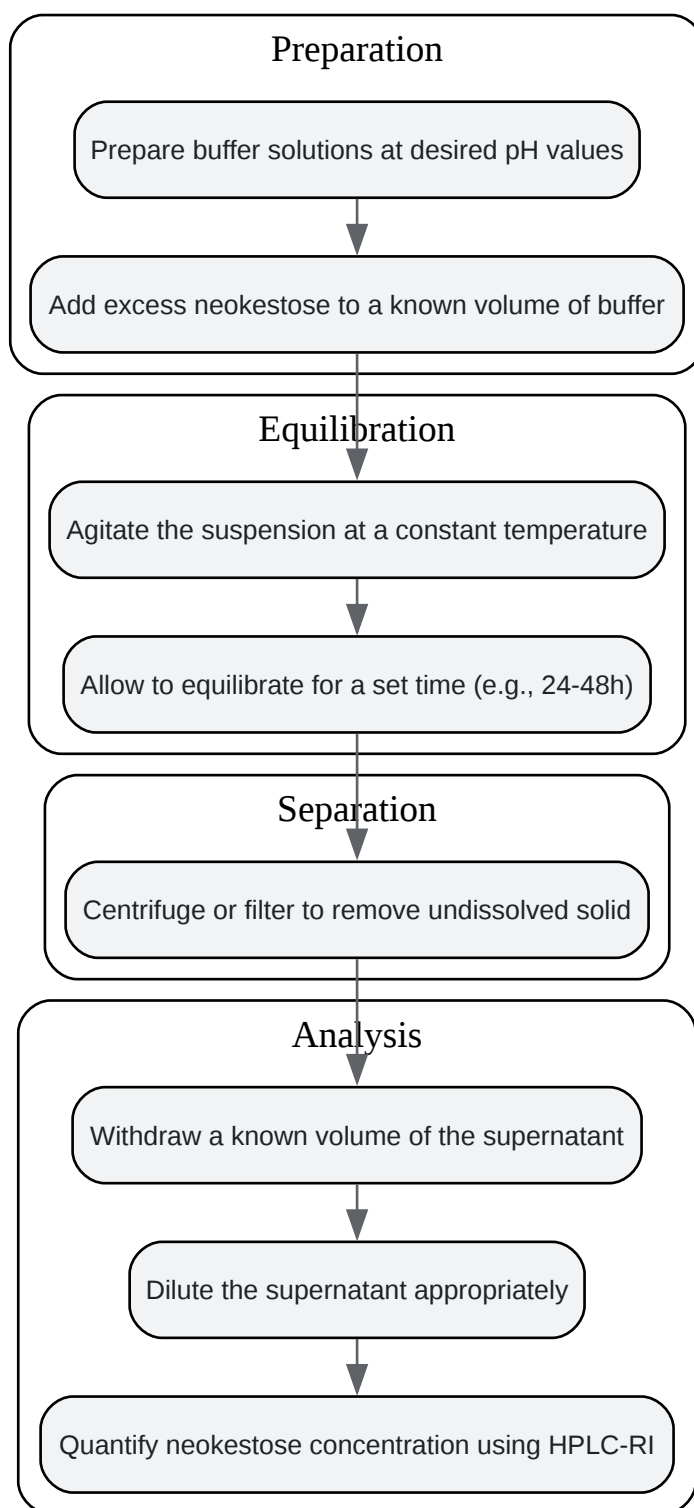 Preparation
Prepare buffer solutions at desired pH values
Add excess neokestose to a known volume of buffer
Equilibration
Agitate the suspension at a constant temperature
Allow to equilibrate for a set time (e.g., 24-48h)
Separation
Centrifuge or filter to remove undissolved solid
Analysis
Withdraw a known volume of the supernatant
Dilute the supernatant appropriately
Quantify neokestose concentration using HPLC-RI